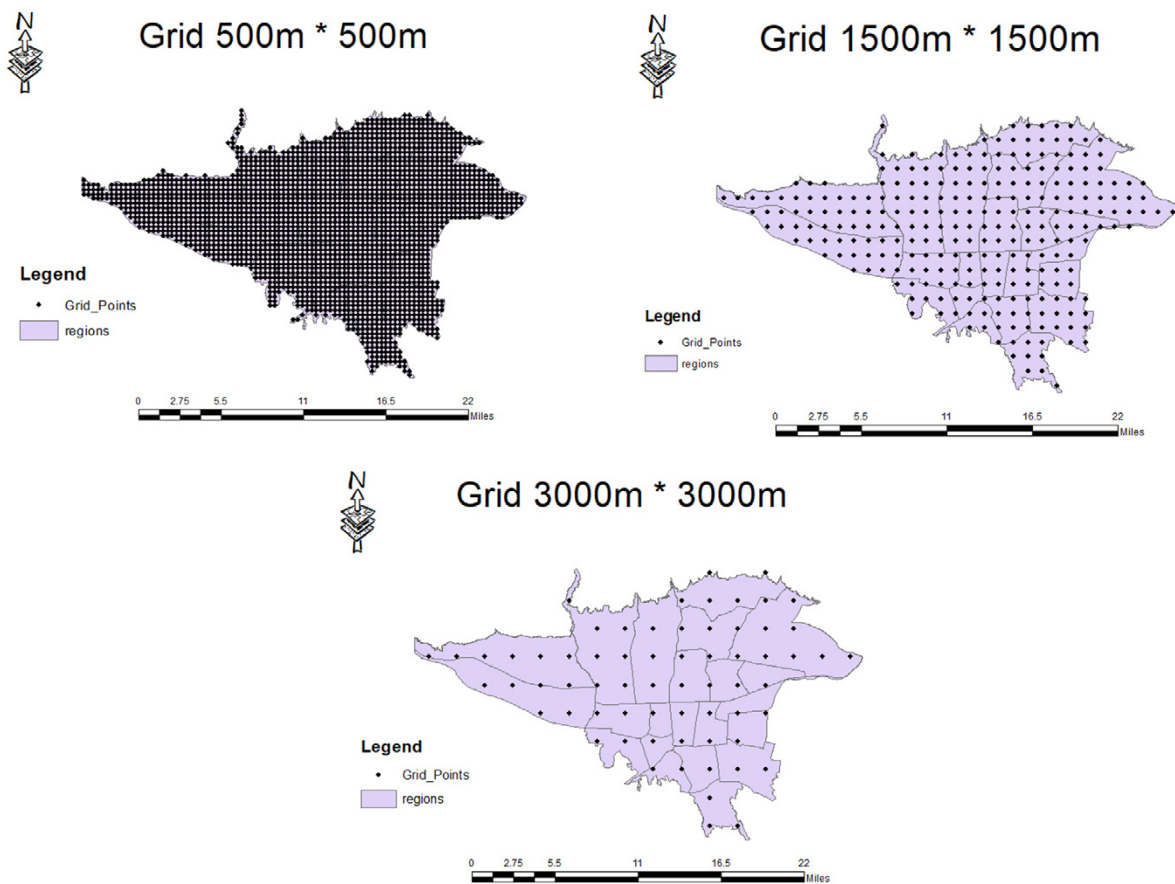 N
Grid 500m * 500m
Legend
Grid_Points
regions
0 2.75 5.5 11 16.5 22
Miles
N
Grid 1500m * 1500m
Legend
Grid_Points
regions
0 2.75 5.5 11 16.5 22
Miles
N
Grid 3000m * 3000m
Legend
Grid_Points
regions
0 2.75 5.5 11 16.5 22
Miles